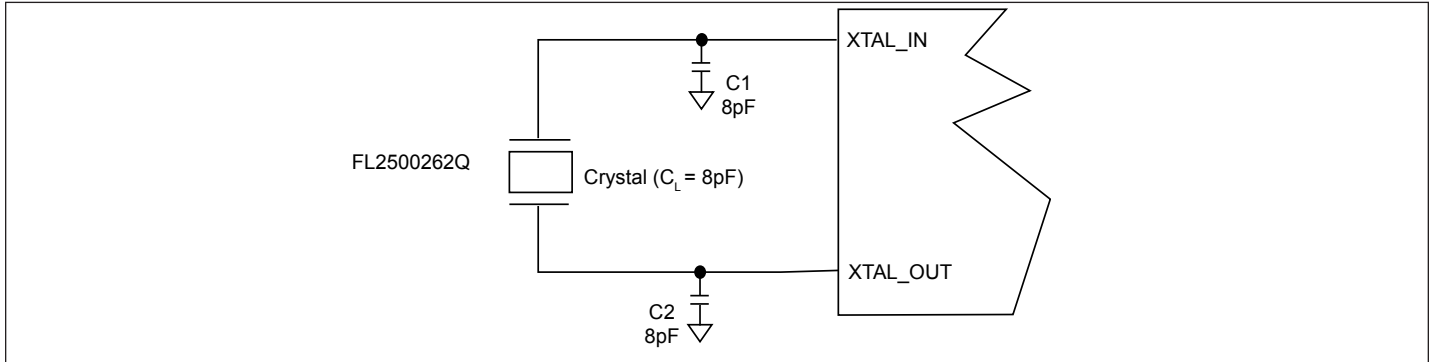 XTAL_IN
C1
8pF
FL2500262Q
Crystal (CL = 8pF)
XTAL_OUT
C2
8pF